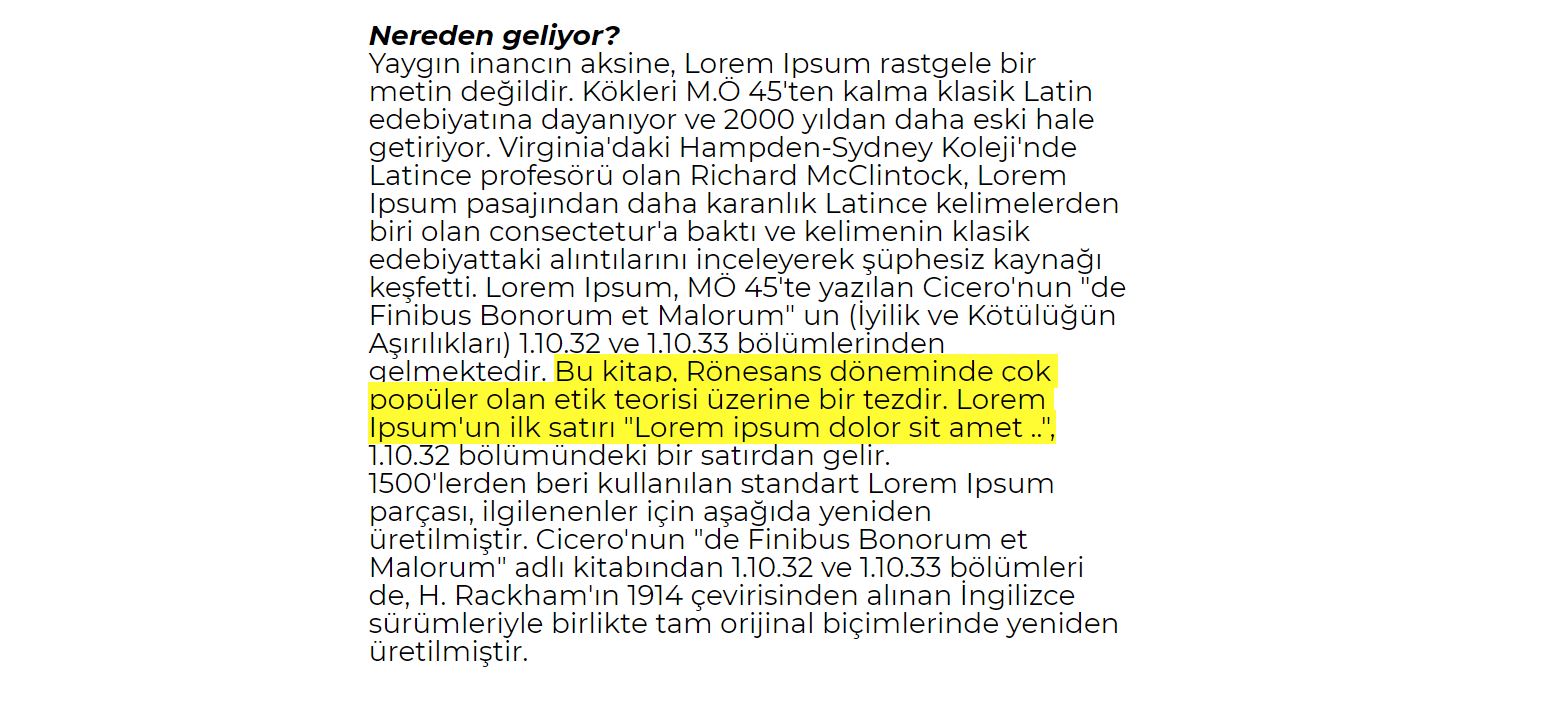 Nereden geliyor?
Yaygın inancın aksine, Lorem Ipsum rastgele bir
metin değildir. Kökleri M.Ö 45'ten kalma klasik Latin
edebiyatına dayanıyor ve 2000 yıldan daha eski hale
getiriyor. Virginia'daki Hampden-Sydney Koleji'nde
Latince profesörü olan Richard McClintock, Lorem
Ipsum pasajından daha karanlık Latince kelimelerden
biri olan consectetur'a baktı ve kelimenin klasik
edebiyattaki alıntılarını inceleyerek şüphesiz kaynağı
keşfetti. Lorem Ipsum, MÖ 45'te yazılan Cicero'nun "de
Finibus Bonorum et Malorum" un (İyilik ve Kötülüğün
Aşırılıkları) 1.10.32 ve 1.10.33 bölümlerinden
gelmektedir. Bu kitap, Rönesans döneminde çok
popüler olan etik teorisi üzerine bir tezdir. Lorem
Ipsum'un ilk satırı "Lorem ipsum dolor sit amet ..",
1.10.32 bölümündeki bir satırdan gelir.
1500'lerden beri kullanılan standart Lorem Ipsum
parçası, ilgilenenler için aşağıda yeniden
üretilmiştir. Cicero'nun "de Finibus Bonorum et
Malorum" adlı kitabından 1.10.32 ve 1.10.33 bölümleri
de, H. Rackham'ın 1914 çevirisinden alınan İngilizce
sürümleriyle birlikte tam orijinal biçimlerinde yeniden
üretilmiştir.